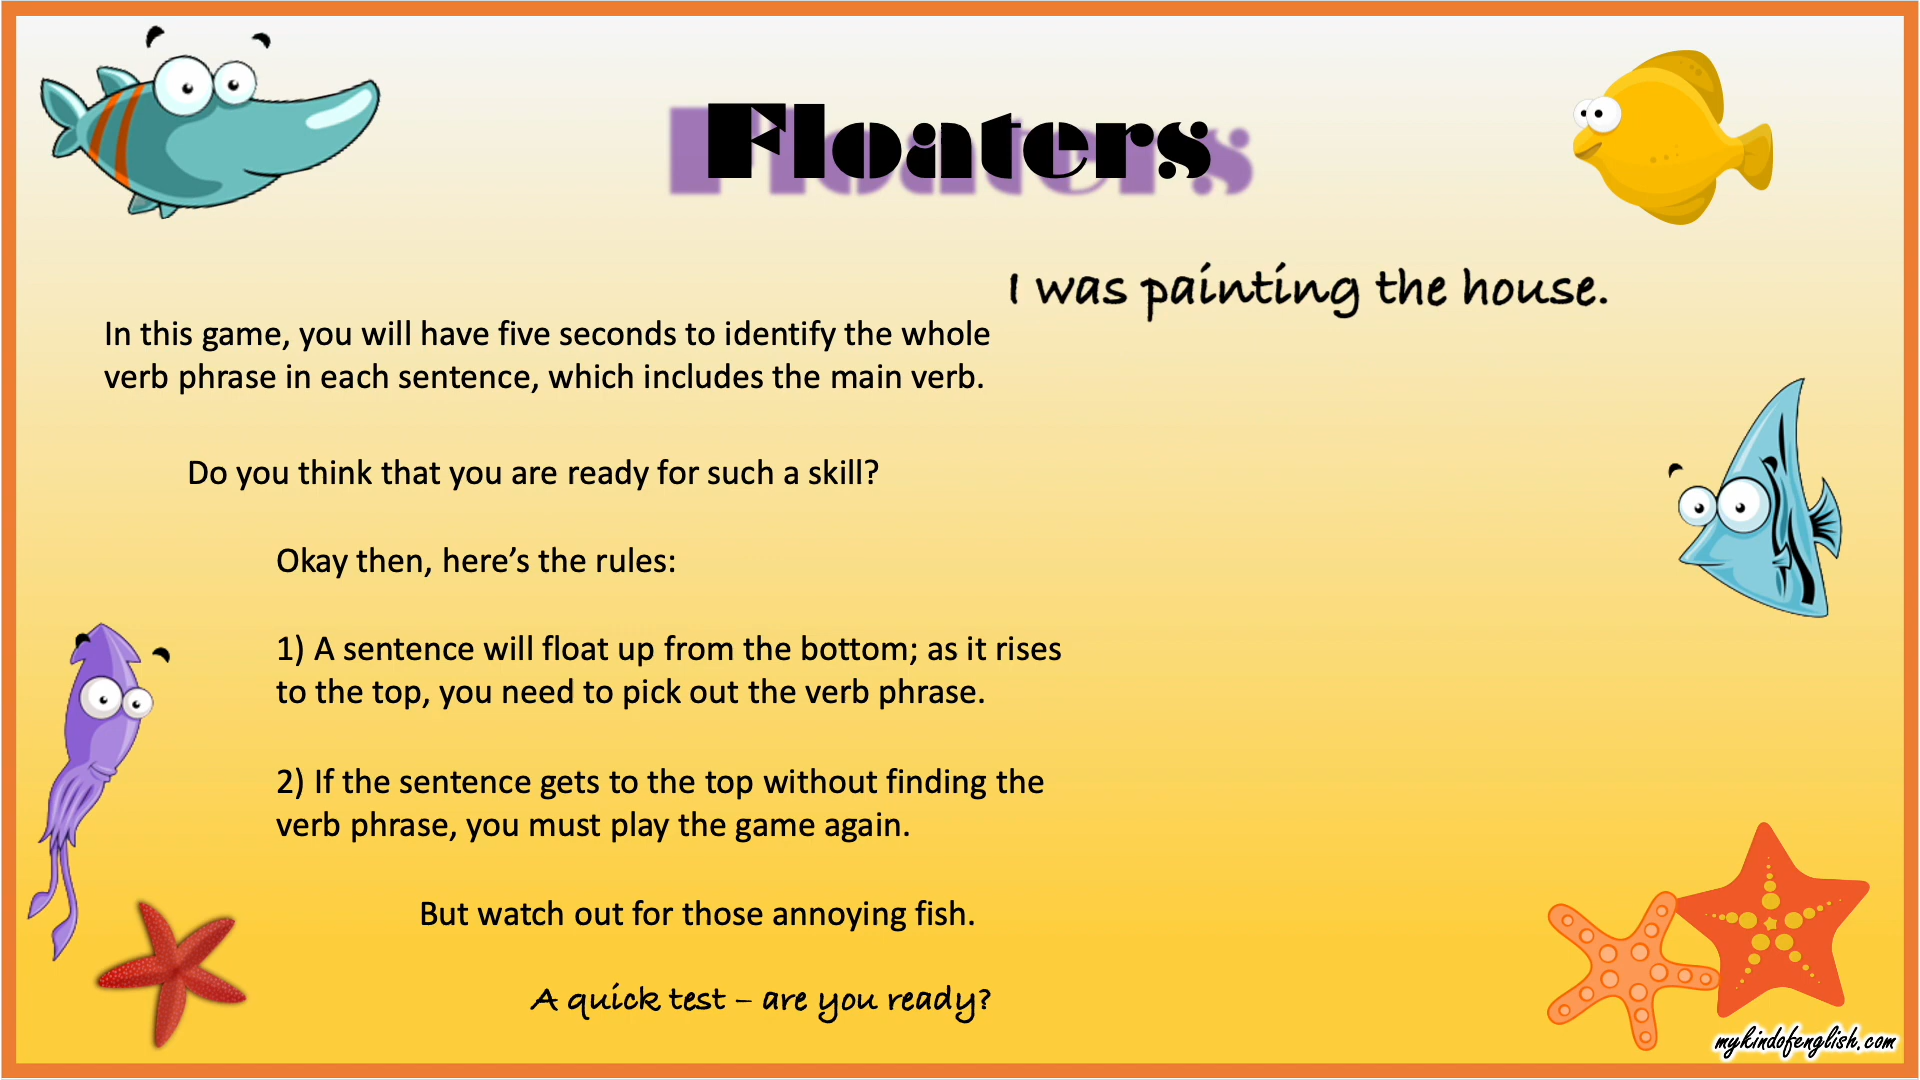 Floaters
I was painting the house.
In this game, you will have five seconds to identify the whole
verb phrase in each sentence, which includes the main verb.
Do you think that you are ready for such a skill?
Okay then, here’s the rules:
1) A sentence will float up from the bottom; as it rises
to the top, you need to pick out the verb phrase.
2) If the sentence gets to the top without finding the
verb phrase, you must play the game again.
But watch out for those annoying fish.
A quick test – are you ready?
mykindofenglish.com